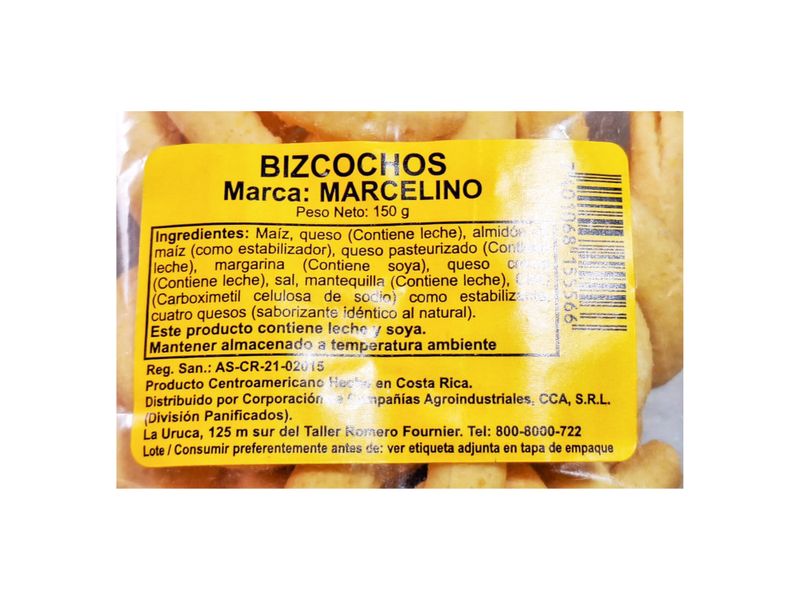 BIZCOCHOS
Marca: MARCELINO
Peso Neto: 150 g
Ingredientes: Maíz, queso (Contiene leche), almidón
maíz (como estabilizador), queso pasteurizado
leche), margarina (Contiene soya), queso
(Contiene leche), sal, mantequilla (Contiene leche),
(Carboximetil celulosa de sodio) como
cuatro quesos (saborizante idéntico al natural).
Este producto contiene leche y soya.
Mantener almacenado a temperatura ambiente
Reg. San.: AS-CR-21-02015
Producto Centroamericano Hecho en Costa Rica.
Distribuido por Corporación de Compañías Agroindustriales, CCA, S.R.L.
(División Panificados).
La Uruca, 125 m sur del Taller Romero Fournier. Tel: 800-8000-722
Lote / Consumir preferentemente antes de: ver etiqueta adjunta en tapa de empaque